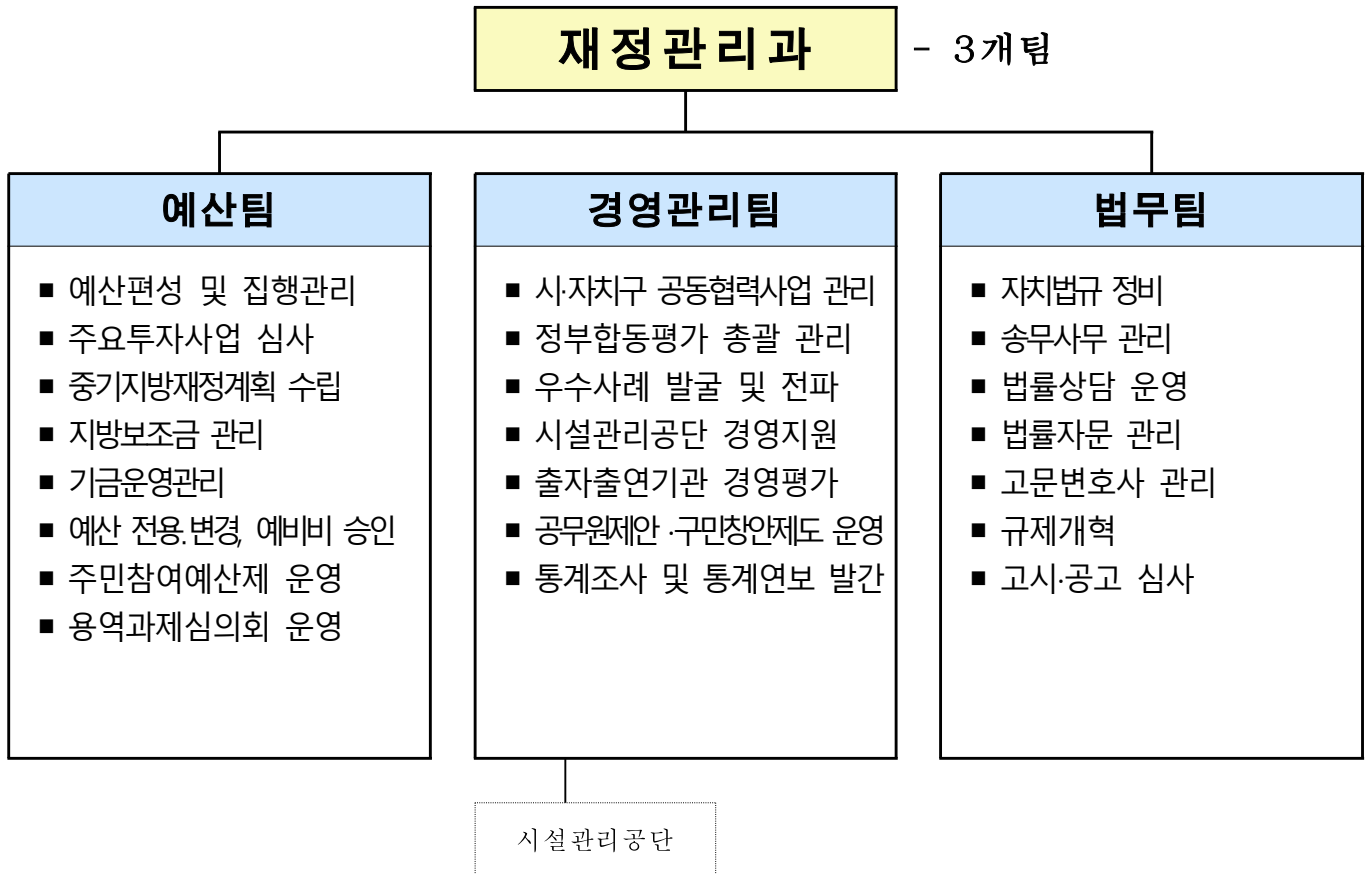 재정관리과 - 3개팀
예산팀
■ 예산편성 및 집행관리
■ 주요투자사업 심사
■ 중기지방재정계획 수립
■ 지방보조금 관리
■ 기금운영관리
■ 예산 전용.변경, 예비비 승인
■ 주민참여예산제 운영
■ 용역과제심의회 운영
경영관리팀
■ 시·자치구 공동협력사업 관리
■ 정부합동평가 총괄 관리
■ 우수사례 발굴 및 전파
■ 시설관리공단 경영지원
■ 출자출연기관 경영평가
■ 공무원제안 ·구민창안제도 운영
■ 통계조사 및 통계연보 발간
시설관리공단
법무팀
■ 자치법규 정비
■ 송무사무 관리
■ 법률상담 운영
■ 법률자문 관리
■ 고문변호사 관리
■ 규제개혁
■ 고시·공고 심사